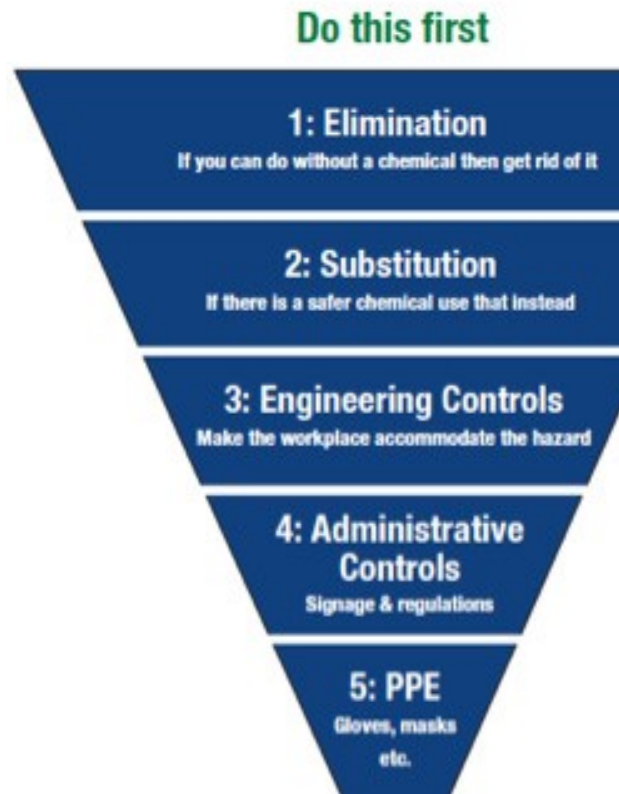 Do this first
1: Elimination
If you can do without a chemical then get rid of it
2: Substitution
If there is a safer chemical use that instead
3: Engineering Controls
Make the workplace accommodate the hazard
4: Administrative
Controls
Signage & regulations
5: PPE
Gloves, masks
etc.